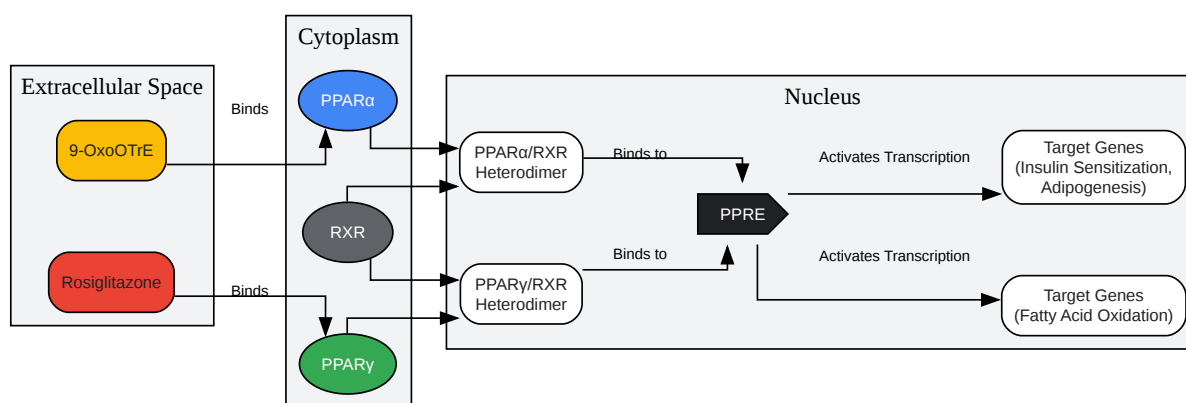 Cytoplasm
Extracellular Space
Nucleus
PPARα
Binds
9-OxoOTrE
PPARα/RXR
Heterodimer
Binds to
Activates Transcription
Target Genes
(Insulin Sensitization,
Adipogenesis)
PPRE
RXR
Rosiglitazone
Binds
PPARγ/RXR
Heterodimer
Binds to
Activates Transcription
Target Genes
(Fatty Acid Oxidation)
PPARγ